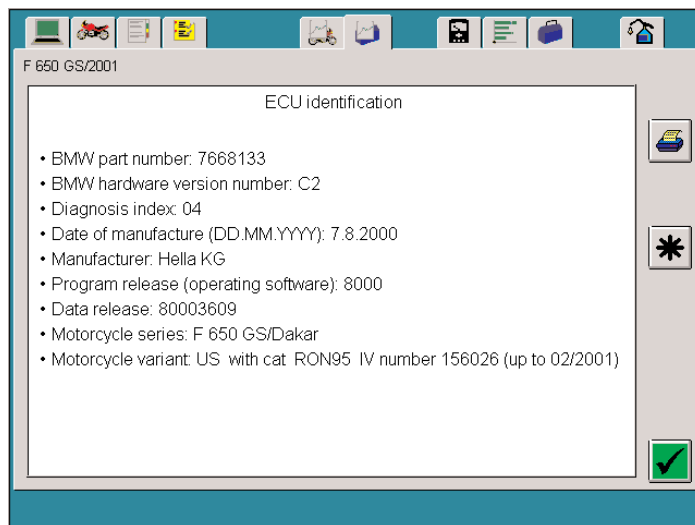 F 650 GS/2001
ECU identification
• BMW part number: 7668133
• BMW hardware version number: C2
• Diagnosis index: 04
• Date of manufacture (DD.MM.YYYY): 7.8.2000
• Manufacturer: Hella KG
• Program release (operating software): 8000
• Data release: 80003609
• Motorcycle series: F 650 GS/Dakar
• Motorcycle variant: US with cat RON95 IV number 156026 (up to 02/2001)